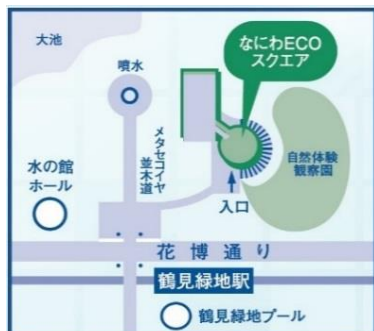 大池
なにわECO
スクエア
噴水
メタセコイヤ
並木道
水の館
ホール
自然体験
観察園
入口
花博通り
鶴見緑地駅
鶴見緑地プール